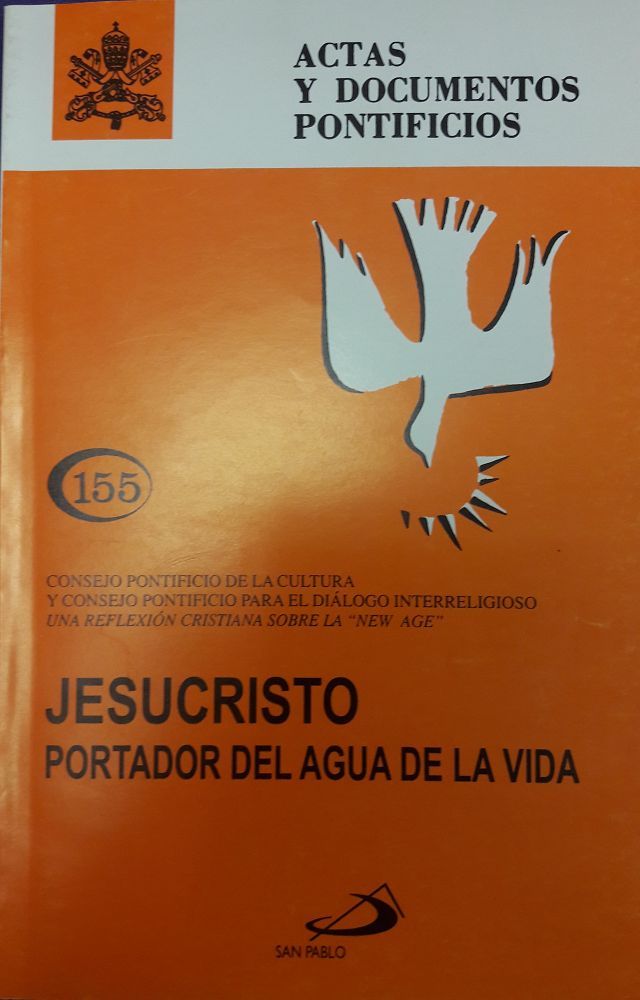 ACTAS
Y DOCUMENTOS
PONTIFICIOS
155
CONSEJO PONTIFICIO DE LA CULTURA
Y CONSEJO PONTIFICIO PARA EL DIÁLOGO INTERRELIGIOSO
UNA REFLEXIÓN CRISTIANA SOBRE LA "NEW AGE"
JESUCRISTO
PORTADOR DEL AGUA DE LA VIDA
SAN PABLO